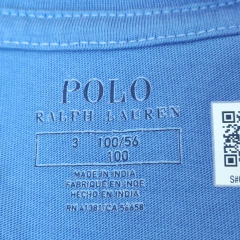 POLO
RALPH LAUREN
3 100/56
100
MADE IN INDIA
FABRIQUE EN INDE
HECHO EN INDIA
RN 41381 CA 56658